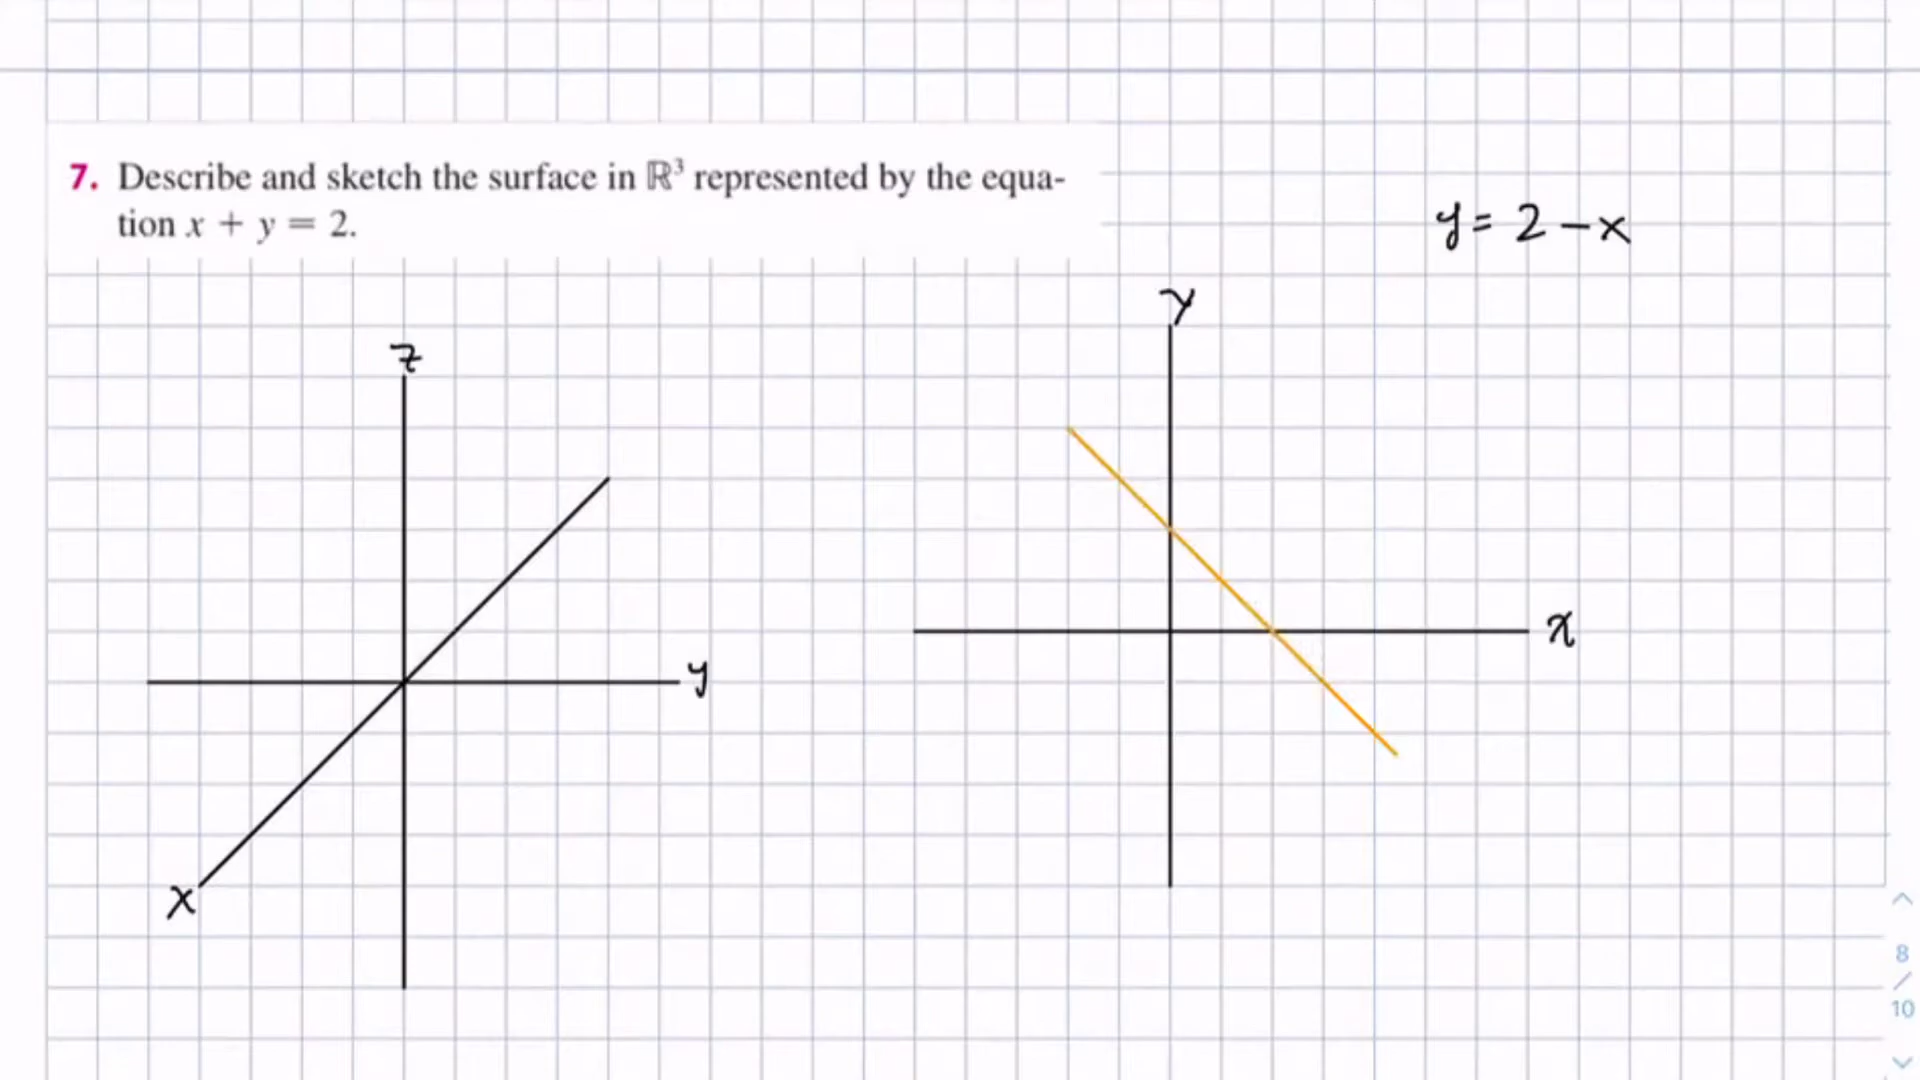 7. Describe and sketch the surface in ℝ³ represented by the equa-
tion x + y = 2.
y = 2 - x
z
y
x
y
x
8
/
10